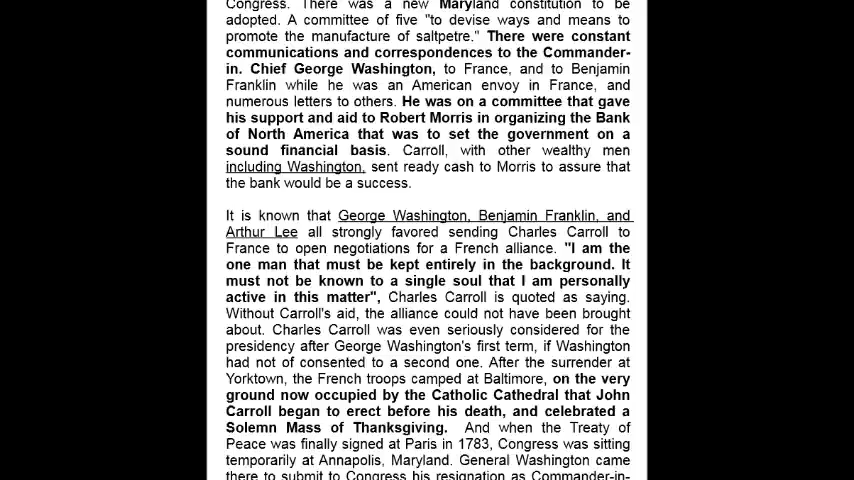 Congress. There was a new Maryland constitution to be
adopted. A committee of five "to devise ways and means to
promote the manufacture of saltpetre." There were constant
communications and correspondences to the Commander-
in. Chief George Washington, to France, and to Benjamin
Franklin while he was an American envoy in France, and
numerous letters to others. He was on a committee that gave
his support and aid to Robert Morris in organizing the Bank
of North America that was to set the government on a
sound financial basis. Carroll, with other wealthy men
including Washington, sent ready cash to Morris to assure that
the bank would be a success.
It is known that George Washington, Benjamin Franklin, and
Arthur Lee all strongly favored sending Charles Carroll to
France to open negotiations for a French alliance. "I am the
one man that must be kept entirely in the background. It
must not be known to a single soul that I am personally
active in this matter", Charles Carroll is quoted as saying.
Without Carroll's aid, the alliance could not have been brought
about. Charles Carroll was even seriously considered for the
presidency after George Washington's first term, if Washington
had not of consented to a second one. After the surrender at
Yorktown, the French troops camped at Baltimore, on the very
ground now occupied by the Catholic Cathedral that John
Carroll began to erect before his death, and celebrated a
Solemn Mass of Thanksgiving. And when the Treaty of
Peace was finally signed at Paris in 1783, Congress was sitting
temporarily at Annapolis, Maryland. General Washington came
there to submit to Congress his resignation as Commander-in-